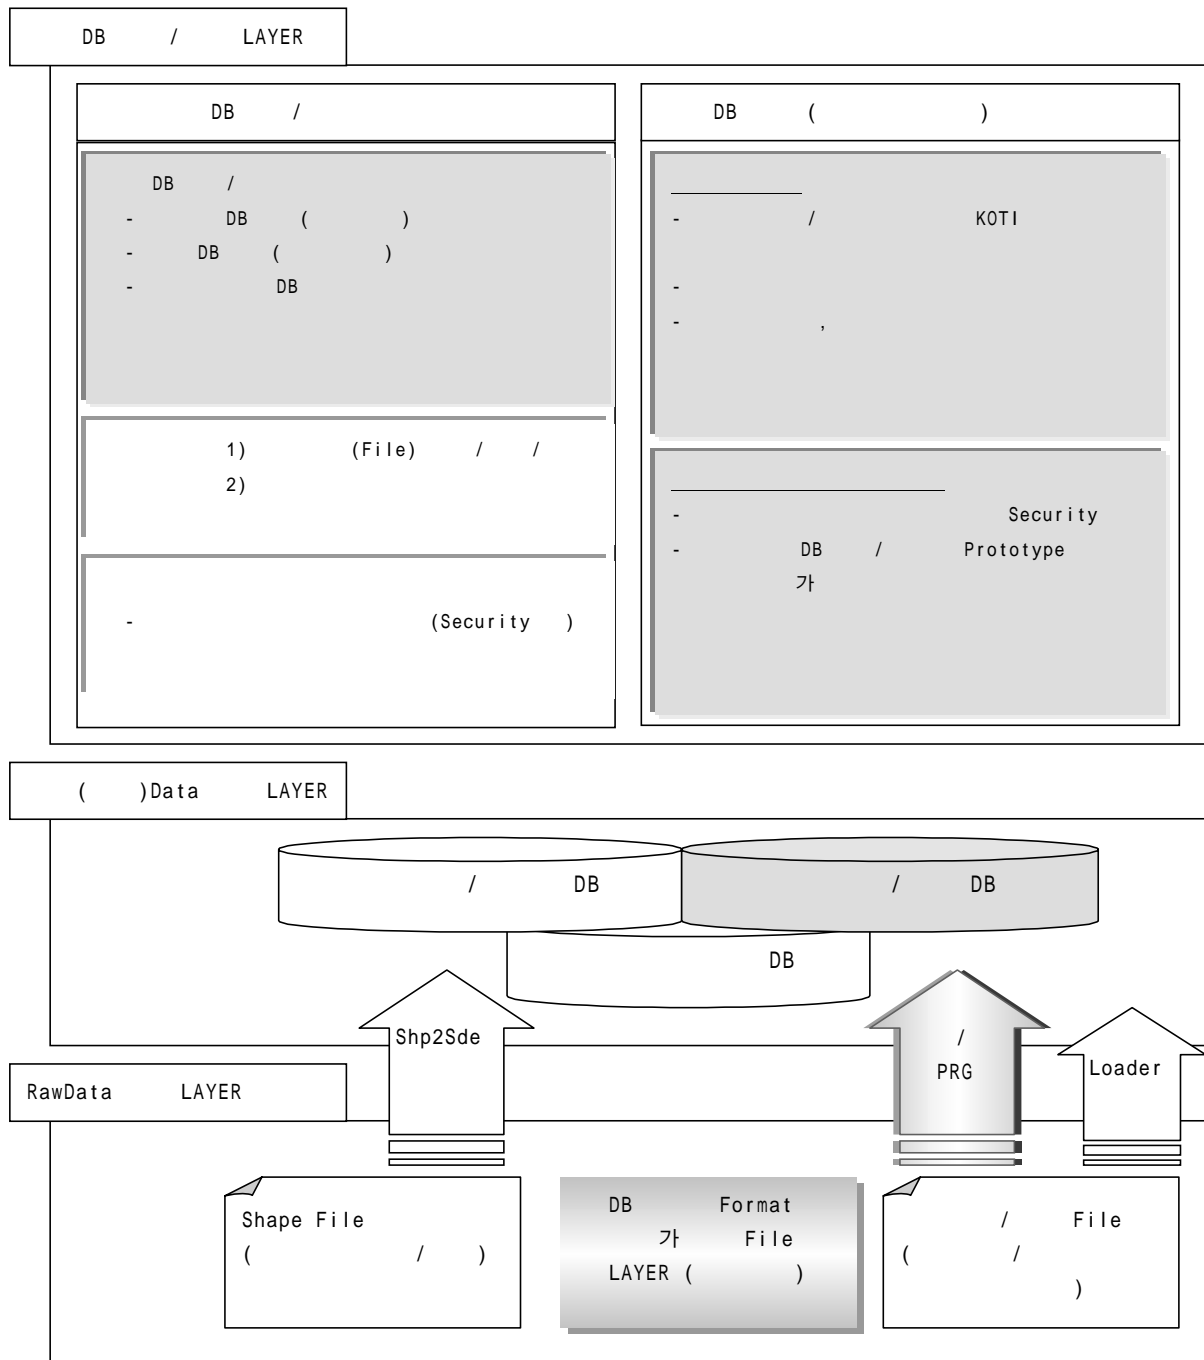 DB / LAYER
DB /
DB /
- DB ( )
- DB ( )
- DB
1) (File) / /
2)
- (Security )
DB ( )
- / KOTI
-
- ,
- Security
- DB / Prototype
가
( )Data LAYER
/ DB
/ DB
DB
Shp2Sde
/
PRG
Loader
RawData LAYER
Shape File
( / )
DB Format
가 File
LAYER ( )
/ File
( /
)